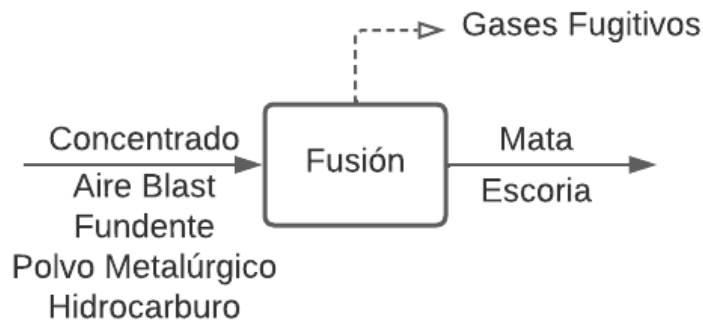 Gases Fugitivos
Concentrado
Aire Blast
Fundente
Polvo Metalúrgico
Hidrocarburo
Fusión
Mata
Escoria